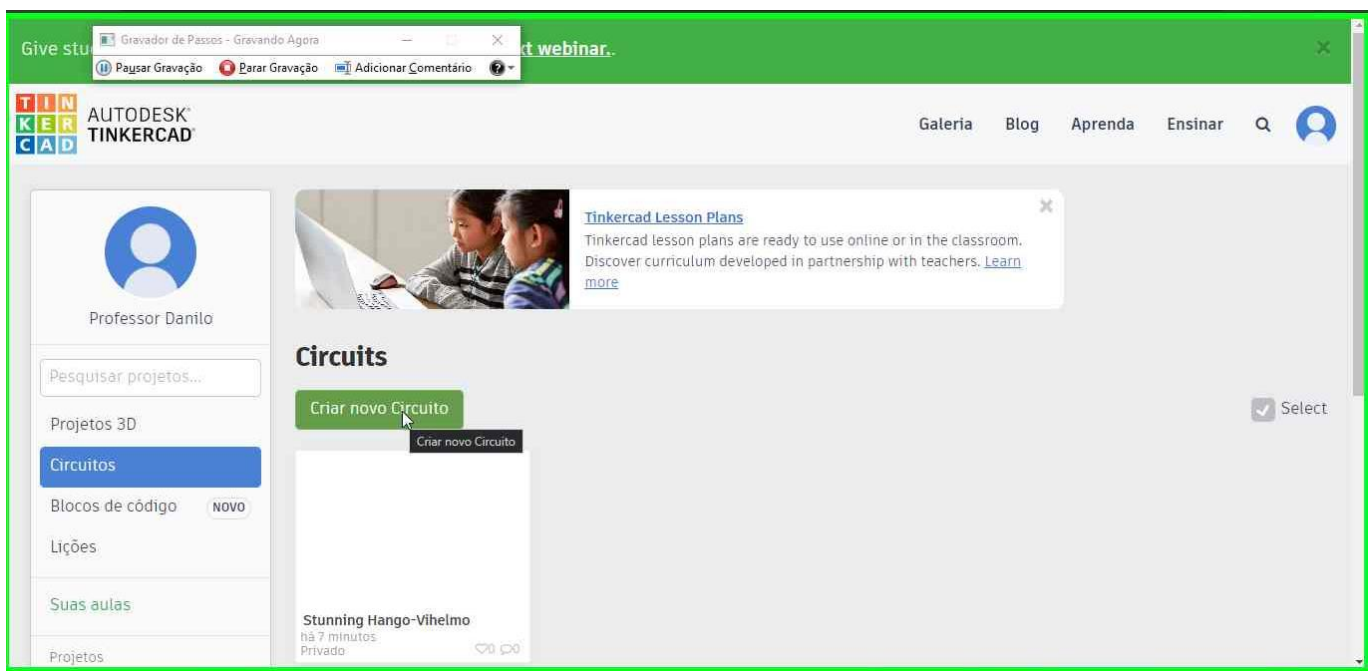 Give stu
Gravador de Passos - Gravando Agora
xt webinar..
Pausar Gravação Parar Gravação Adicionar Comentário
TINKERCAD
AUTODESK®
TINKERCAD®
Galeria Blog Aprenda Ensinar
Tinkercad Lesson Plans
Tinkercad lesson plans are ready to use online or in the classroom.
Discover curriculum developed in partnership with teachers. Learn
more
Professor Danilo
Pesquisar projetos...
Projetos 3D
Circuitos
Blocos de código NOVO
Lições
Suas aulas
Projetos
Circuits
Criar novo Circuito
Select
Criar novo Circuito
Stunning Hango-Vihelmo
há 7 minutos
Privado 0 0